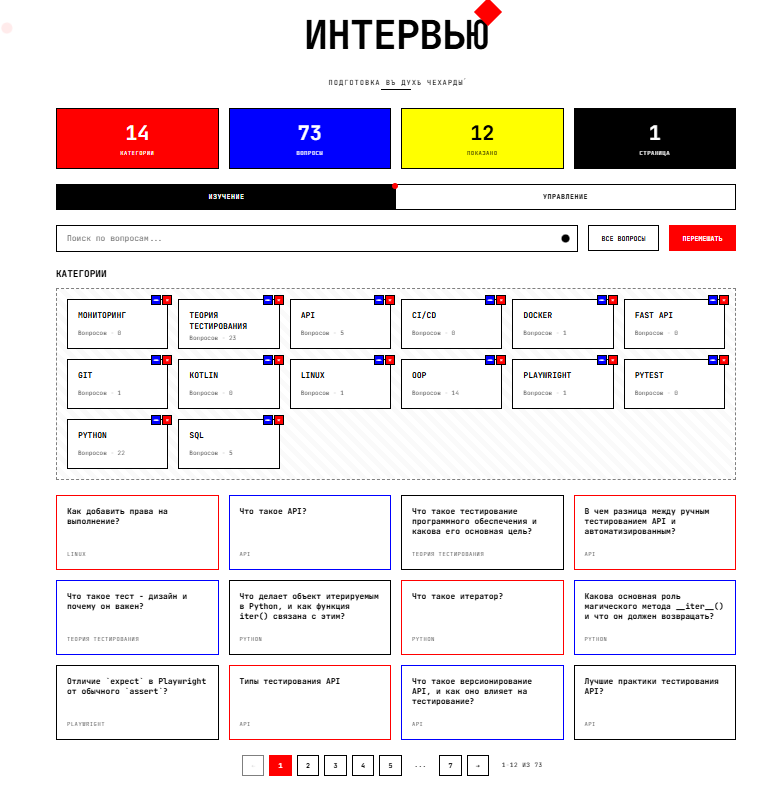 ИНТЕРВЬЮ
ПОДГОТОВКА ВЪ ДУХЬ ЧЕХАРДЫ
14
КАТЕГОРИИ
73
ВОПРОСЫ
12
ПОКАЗАНО
1
СТРАНИЦА
ИЗУЧЕНИЕ
УПРАВЛЕНИЕ
Поиск по вопросам...
ВСЕ ВОПРОСЫ
ПЕРЕМЕШАТЬ
КАТЕГОРИИ
МОНИТОРИНГ
Вопросов · 0
ТЕОРИЯ
ТЕСТИРОВАНИЯ
Вопросов · 23
API
Вопросов · 5
CI/CD
Вопросов · 0
DOCKER
Вопросов · 1
FAST API
Вопросов · 0
GIT
Вопросов · 1
KOTLIN
Вопросов · 0
LINUX
Вопросов · 1
OOP
Вопросов · 14
PLAYWRIGHT
Вопросов · 1
PYTEST
Вопросов · 0
PYTHON
Вопросов · 22
SQL
Вопросов · 5
Как добавить права на
выполнение?
LINUX
Что такое API?
API
Что такое тестирование
программного обеспечения и
какова его основная цель?
ТЕОРИЯ ТЕСТИРОВАНИЯ
В чем разница между ручным
тестированием API и
автоматизированным?
API
Что такое тест - дизайн и
почему он важен?
ТЕОРИЯ ТЕСТИРОВАНИЯ
Что делает объект итерируемым
в Python, и как функция
iter() связана с этим?
PYTHON
Что такое итератор?
PYTHON
Какова основная роль
магического метода __iter__()
и что он должен возвращать?
PYTHON
Отличие `expect` в Playwright
от обычного `assert`?
PLAYWRIGHT
Типы тестирования API
API
Что такое версионирование
API, и как оно влияет на
тестирование?
API
Лучшие практики тестирования
API?
API
1 2 3 4 5 ... 7 → 1-12 ИЗ 73